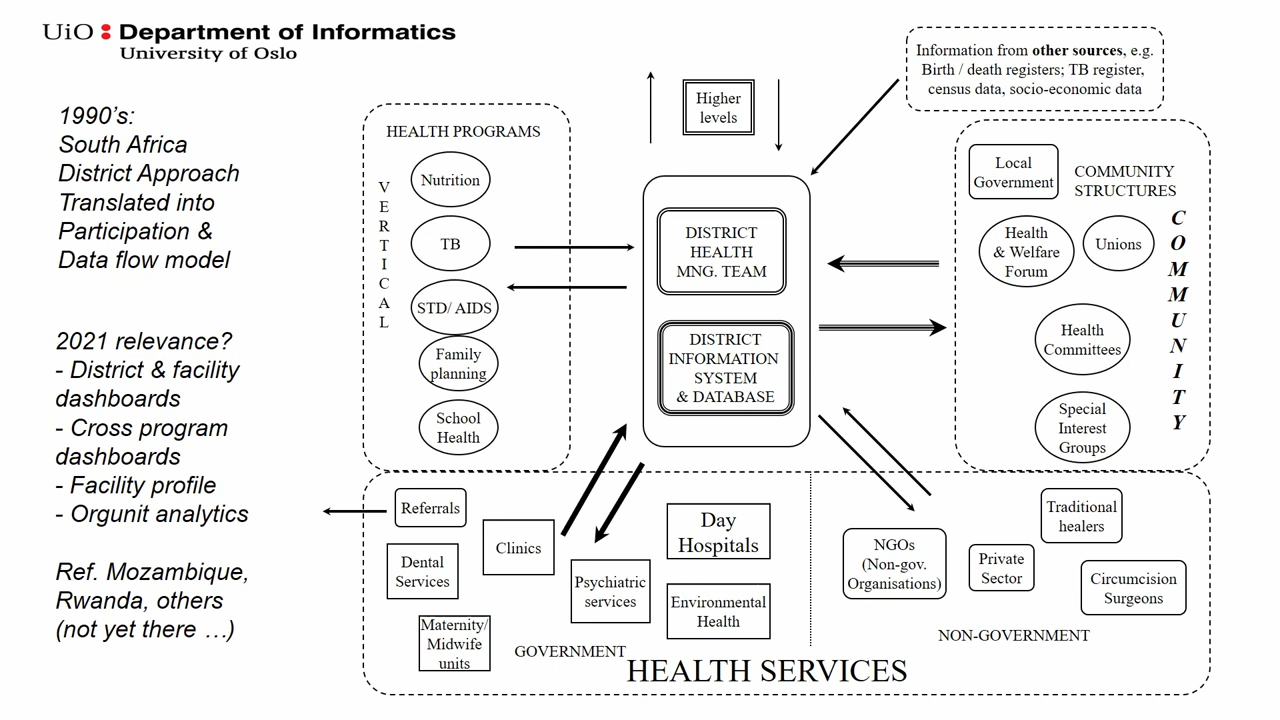 UiO : Department of Informatics
University of Oslo
1990's:
South Africa
District Approach
Translated into
Participation &
Data flow model
2021 relevance?
- District & facility
dashboards
- Cross program
dashboards
- Facility profile
- Orgunit analytics
Ref. Mozambique,
Rwanda, others
(not yet there …)
HEALTH PROGRAMS
VERTICAL
Nutrition
TB
STD/ AIDS
Family
planning
School
Health
Higher
levels
DISTRICT
HEALTH
MNG. TEAM
DISTRICT
INFORMATION
SYSTEM
& DATABASE
Information from other sources, e.g.
Birth / death registers; TB register,
census data, socio-economic data
Local
Government
COMMUNITY
STRUCTURES
COMMUNITY
Health
& Welfare
Forum
Unions
Health
Committees
Special
Interest
Groups
Referrals
Clinics
Day
Hospitals
Dental
Services
Psychiatric
services
Environmental
Health
Maternity/
Midwife
units
GOVERNMENT
Traditional
healers
NGOs
(Non-gov.
Organisations)
Private
Sector
Circumcision
Surgeons
NON-GOVERNMENT
HEALTH SERVICES